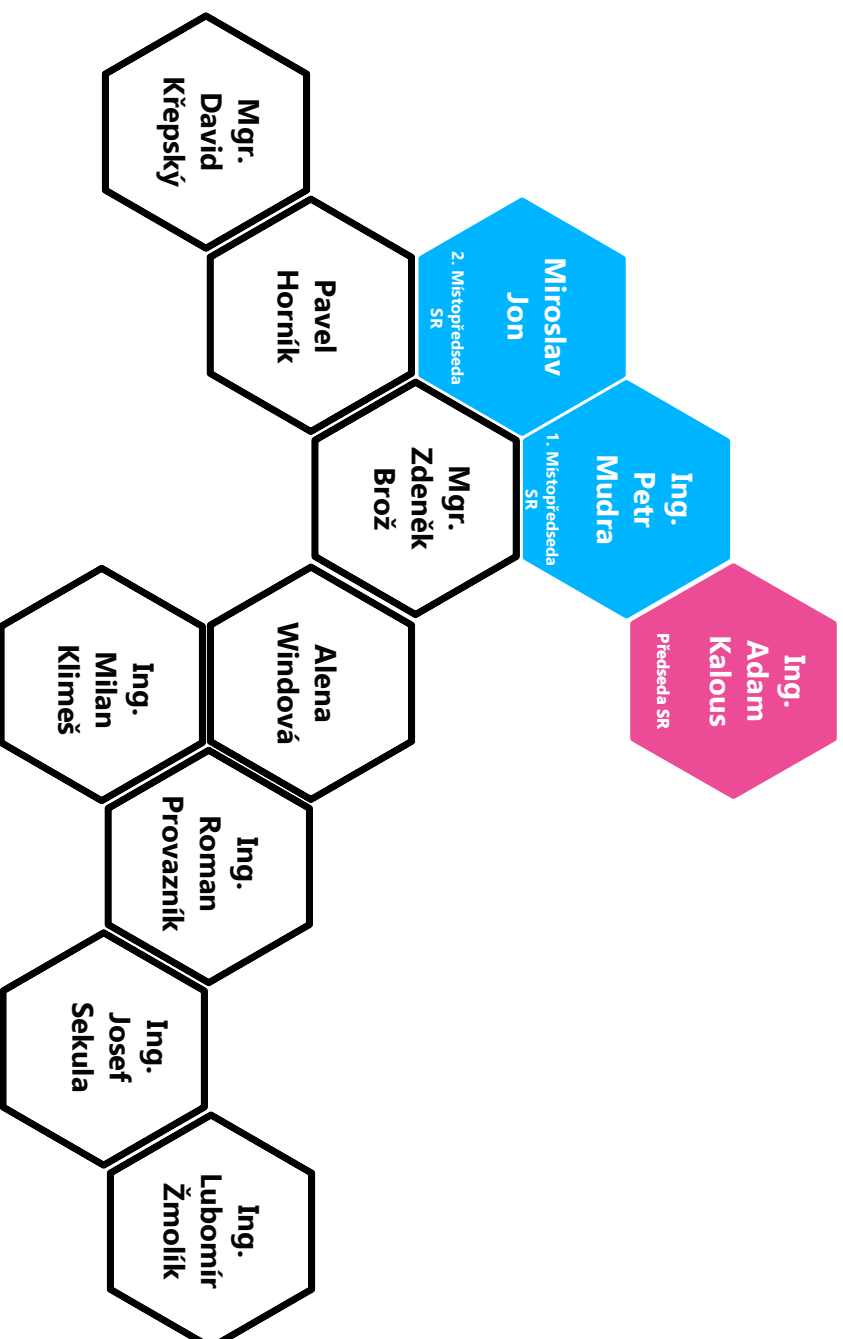 Ing.
Adam
Kalous
Předseda SR
Ing.
Petr
Mudra
1. Místopředseda
SR
Miroslav
Jon
2. Místopředseda
SR
Mgr.
Zdeněk
Brož
Pavel
Horník
Alena
Windová
Mgr.
David
Křepský
Ing.
Roman
Provazník
Ing.
Lubomír
Žmolík
Ing.
Milan
Klimeš
Ing.
Josef
Sekula